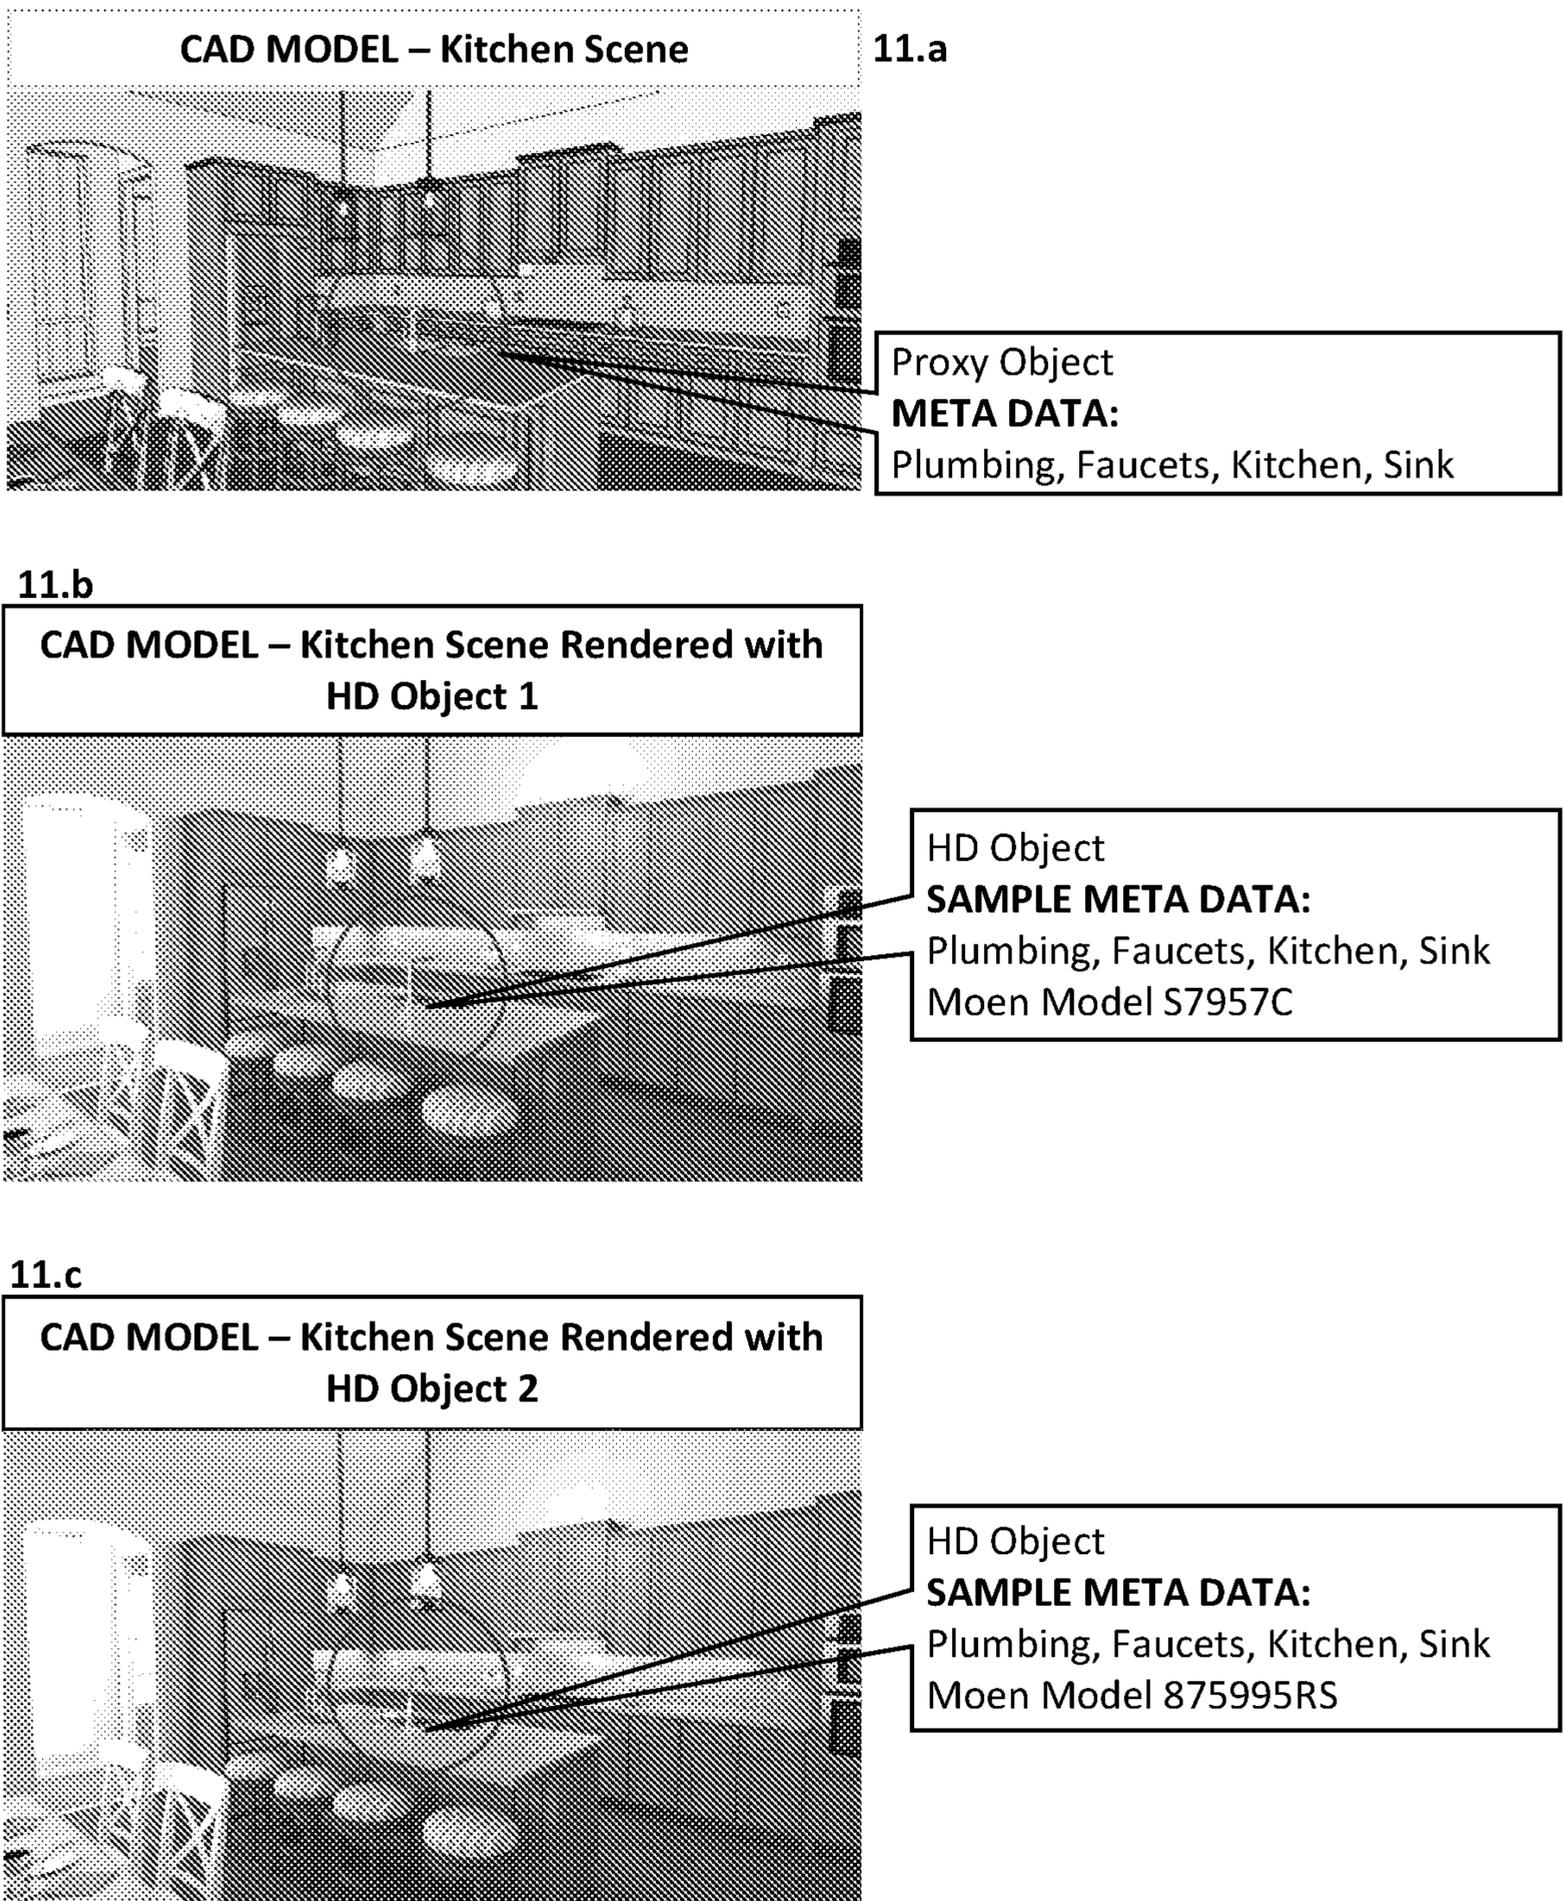 CAD MODEL – Kitchen Scene
11.a
Proxy Object
META DATA:
Plumbing, Faucets, Kitchen, Sink
11.b
CAD MODEL – Kitchen Scene Rendered with
HD Object 1
HD Object
SAMPLE META DATA:
Plumbing, Faucets, Kitchen, Sink
Moen Model S7957C
11.c
CAD MODEL – Kitchen Scene Rendered with
HD Object 2
HD Object
SAMPLE META DATA:
Plumbing, Faucets, Kitchen, Sink
Moen Model 875995RS